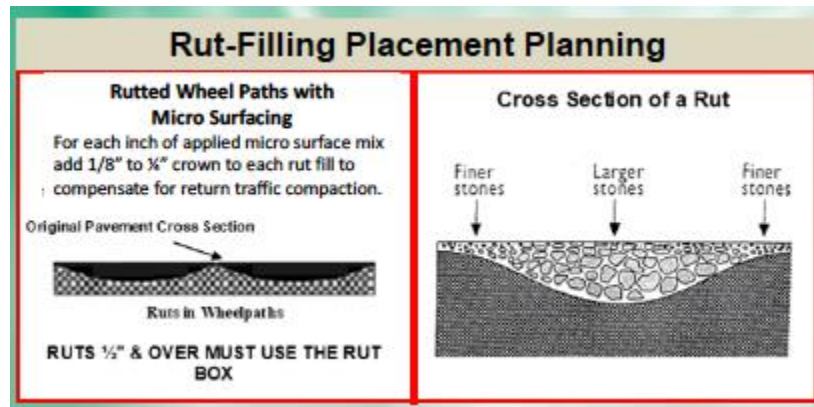 Rut-Filling Placement Planning
Rutted Wheel Paths with
Micro Surfacing
For each inch of applied micro surface mix
add 1/8” to ¼” crown to each rut fill to
compensate for return traffic compaction.
Original Pavement Cross Section
Ruts in Wheelpaths
RUTS ½" & OVER MUST USE THE RUT
BOX
Cross Section of a Rut
Finer
stones
Larger
stones
Finer
stones